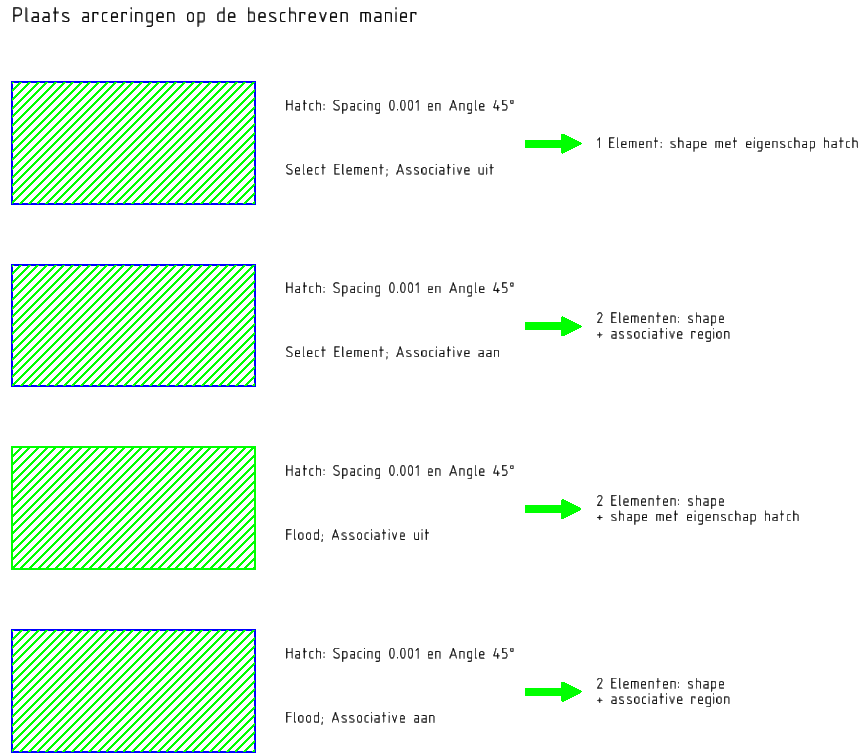 Plaats arceringen op de beschreven manier
Hatch: Spacing 0.001 en Angle 45°
1 Element: shape met eigenschap hatch
Select Element; Associative uit
Hatch: Spacing 0.001 en Angle 45°
2 Elementen: shape
+ associative region
Select Element; Associative aan
Hatch: Spacing 0.001 en Angle 45°
2 Elementen: shape
+ shape met eigenschap hatch
Flood; Associative uit
Hatch: Spacing 0.001 en Angle 45°
2 Elementen: shape
+ associative region
Flood; Associative aan